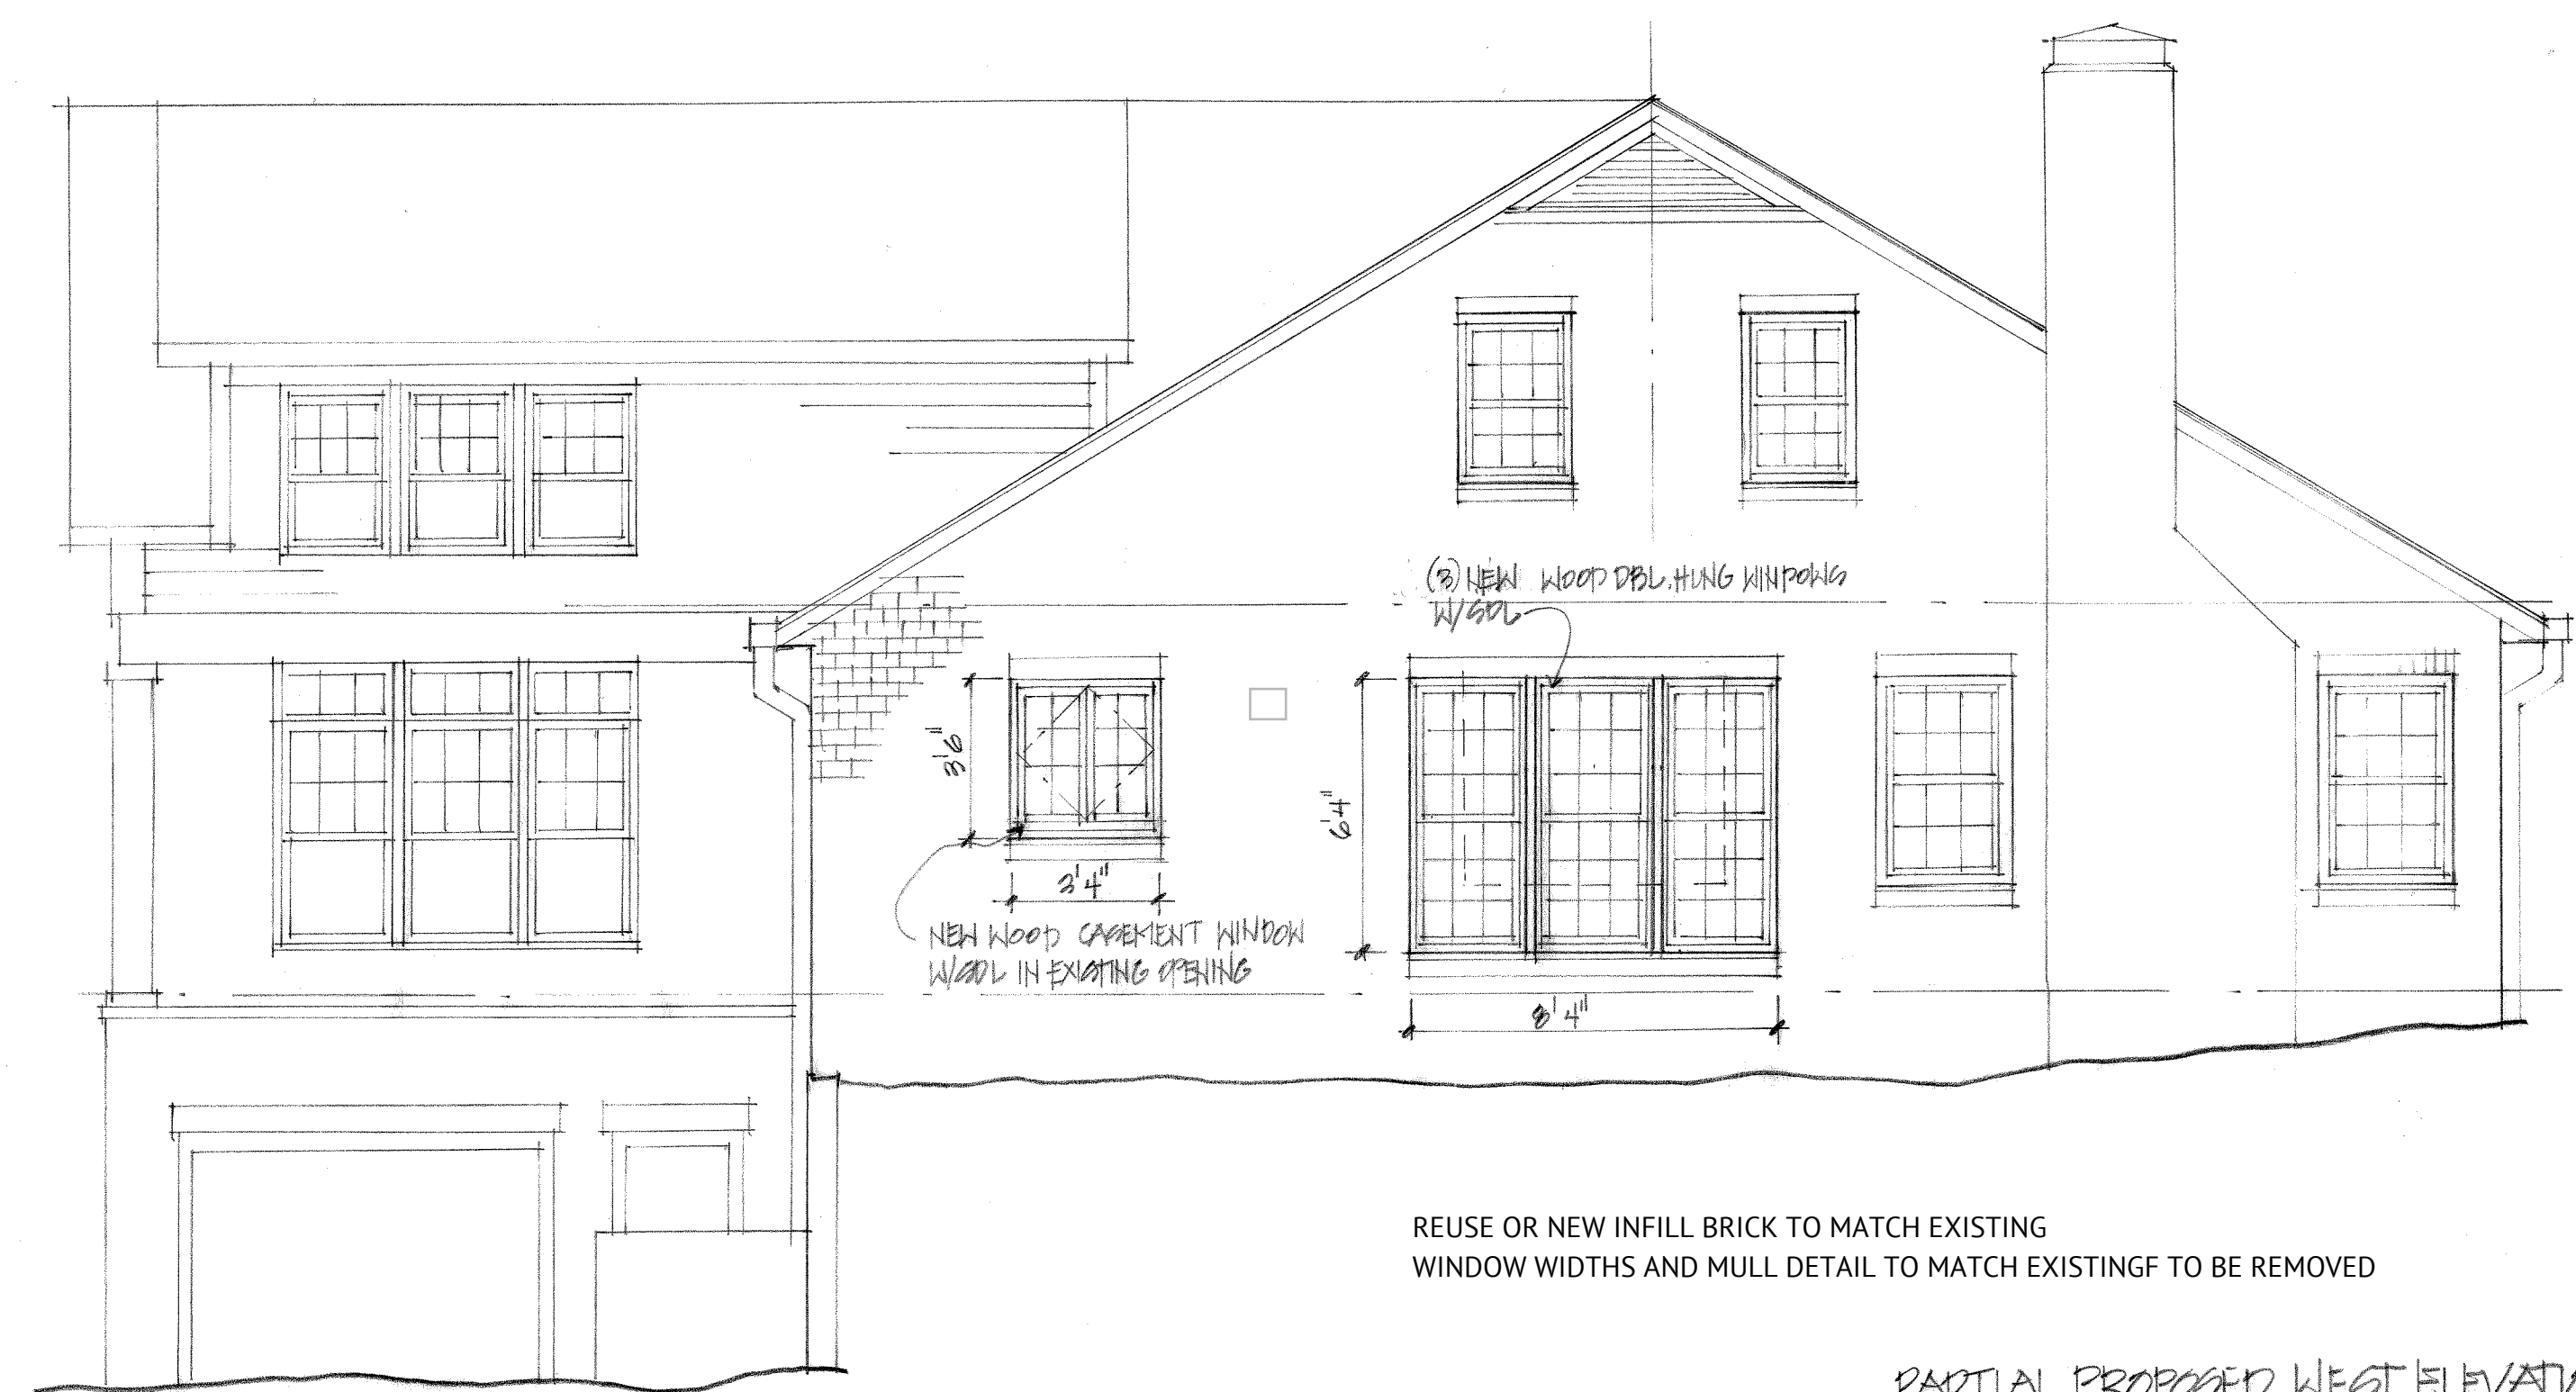 (3) NEW WOOD DBL. HUNG WINDOWS
W/SDL
3'6"
6'4"
3'4"
NEW WOOD CASEMENT WINDOW
W/SDL IN EXISTING OPENING
8'4"
REUSE OR NEW INFILL BRICK TO MATCH EXISTING
WINDOW WIDTHS AND MULL DETAIL TO MATCH EXISTINGF TO BE REMOVED
PARTIAL PROPOSED WEST ELEVATIO